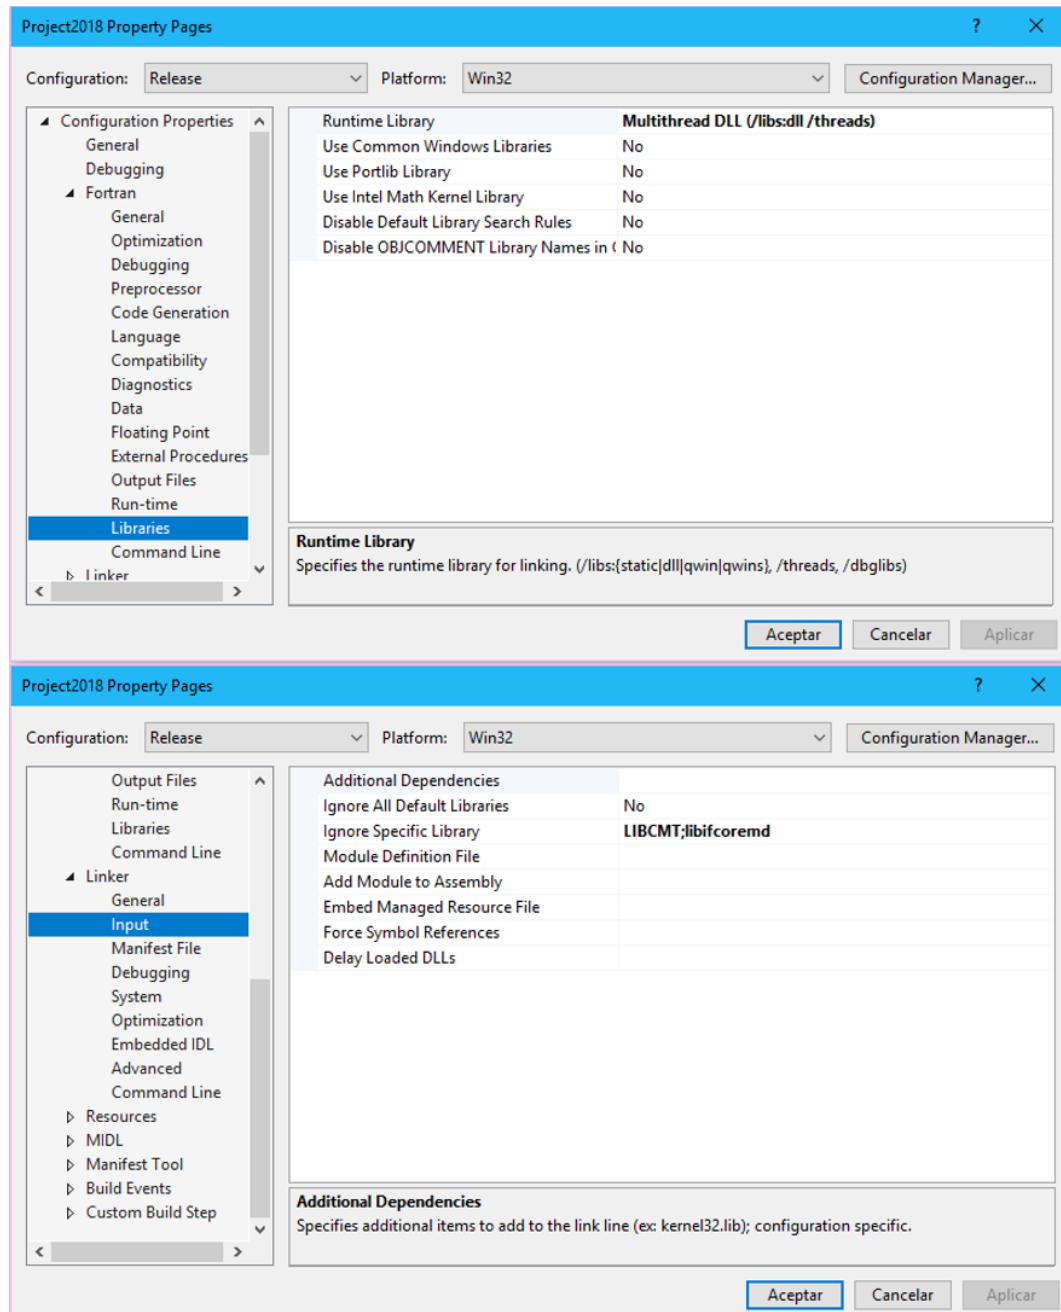 Project2018 Property Pages
Configuration: Release Platform: Win32 Configuration Manager...
Configuration Properties
General
Debugging
Fortran
General
Optimization
Debugging
Preprocessor
Code Generation
Language
Compatibility
Diagnostics
Data
Floating Point
External Procedures
Output Files
Run-time
Libraries
Command Line
Linker
Runtime Library Multithread DLL (/libs:dll /threads)
Use Common Windows Libraries No
Use Portlib Library No
Use Intel Math Kernel Library No
Disable Default Library Search Rules No
Disable OBJCOMMENT Library Names in No
Runtime Library
Specifies the runtime library for linking. (/libs:{static|dll|qwin|qwins}, /threads, /dbglibs)
Aceptar Cancelar Aplicar
Project2018 Property Pages
Configuration: Release Platform: Win32 Configuration Manager...
Output Files
Run-time
Libraries
Command Line
Linker
General
Input
Manifest File
Debugging
System
Optimization
Embedded IDL
Advanced
Command Line
Resources
MIDL
Manifest Tool
Build Events
Custom Build Step
Additional Dependencies
Ignore All Default Libraries No
Ignore Specific Library LIBCMT;libifcoremd
Module Definition File
Add Module to Assembly
Embed Managed Resource File
Force Symbol References
Delay Loaded DLLs
Additional Dependencies
Specifies additional items to add to the link line (ex: kernel32.lib); configuration specific.
Aceptar Cancelar Aplicar